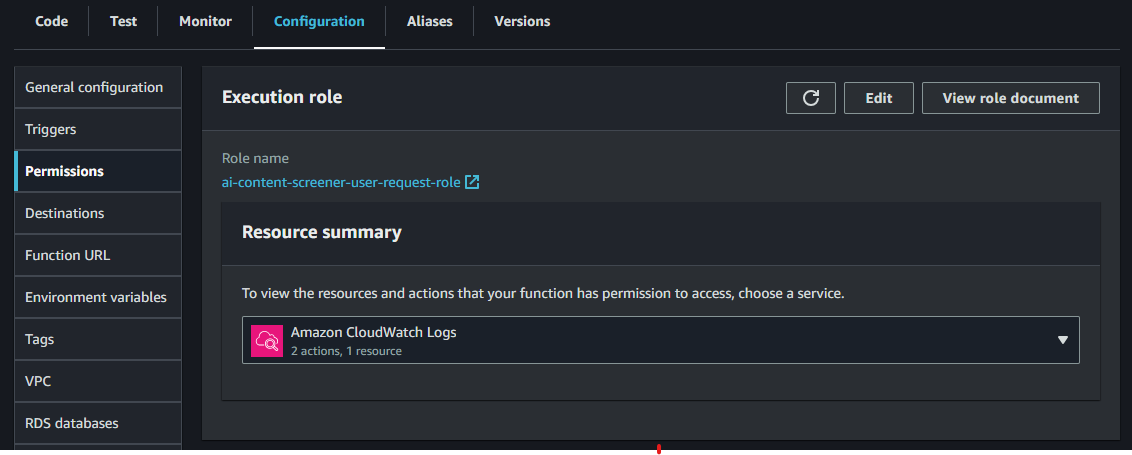 Code Test Monitor Configuration Aliases Versions
General configuration
Triggers
Permissions
Destinations
Function URL
Environment variables
Tags
VPC
RDS databases
Execution role
Edit View role document
Role name
ai-content-screener-user-request-role
Resource summary
To view the resources and actions that your function has permission to access, choose a service.
Amazon CloudWatch Logs
2 actions, 1 resource